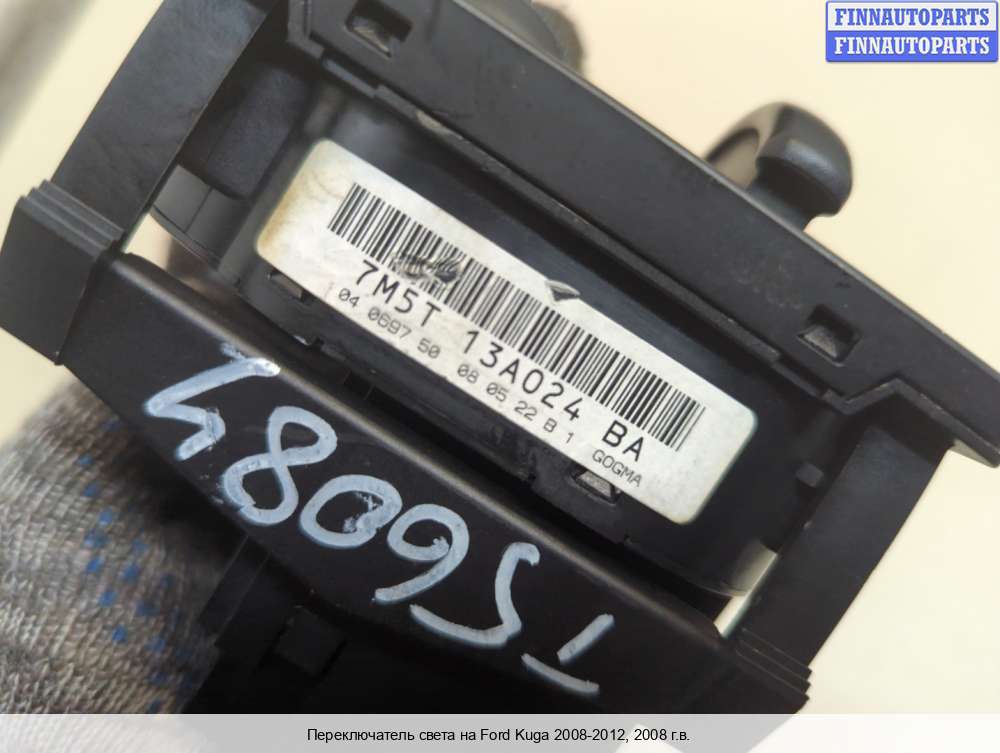 FINNAUTOPARTS
FINNAUTOPARTS
7M5T 13A024 BA
04 0697 50 08 05 22 B 1 GOGMA
T56084
Переключатель света на Ford Kuga 2008-2012, 2008 г.в.